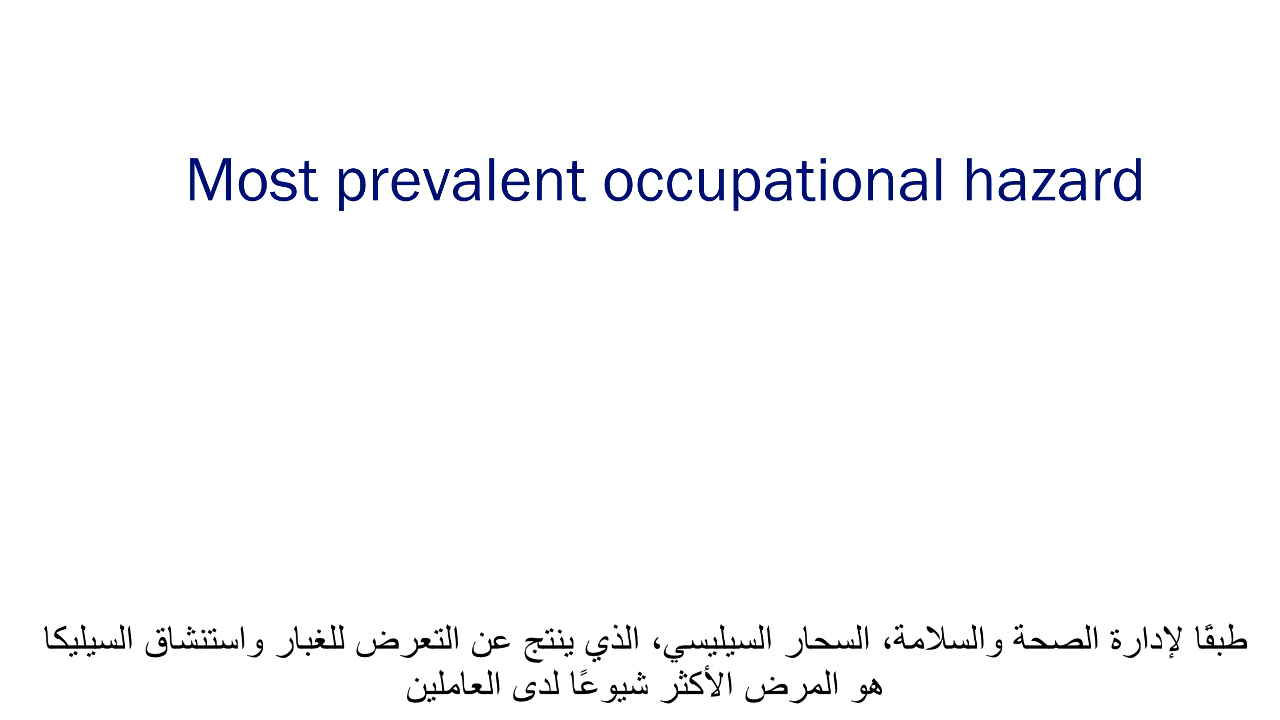 Most prevalent occupational hazard
طبقًا لإدارة الصحة والسلامة، السحار السيليسي، الذي ينتج عن التعرض للغبار واستنشاق السيليكا
هو المرض الأكثر شيوعًا لدى العاملين